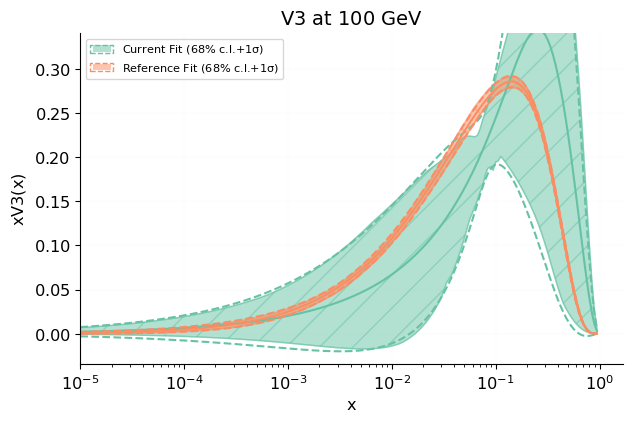 V3 at 100 GeV
Current Fit (68% c.l.+1σ)
Reference Fit (68% c.l.+1σ)
xV3(x)
0.30
0.25
0.20
0.15
0.10
0.05
0.00
10⁻⁵ 10⁻⁴ 10⁻³ 10⁻² 10⁻¹ 10⁰
x